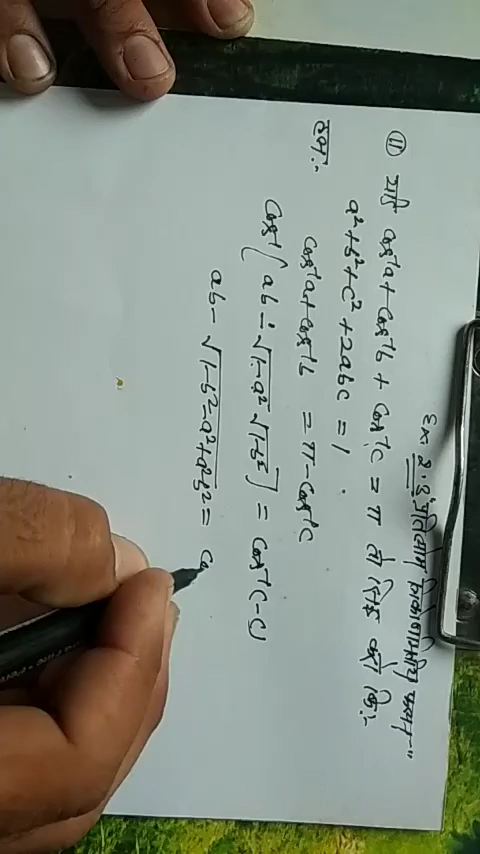 Ex 2.8 प्रतिलोम त्रिकोणमितीय फलन"
(11) यदि cos⁻¹a + cos⁻¹b + cos⁻¹c = π तो सिद्ध करो कि:-
a² + b² + c² + 2abc = 1.
हल:-
cos⁻¹a + cos⁻¹b = π - cos⁻¹c
cos⁻¹[ab - √1-a² √1-b²] = cos⁻¹(-c)
ab - √1-b²-a²+a²b² =